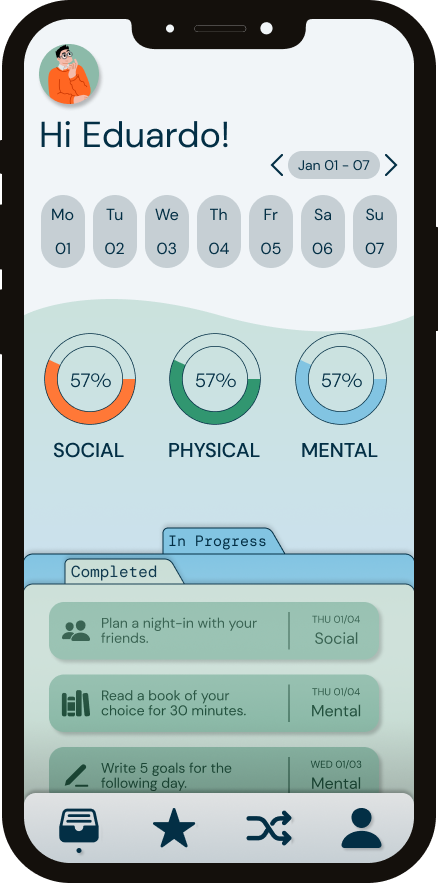 Hi Eduardo!
Jan 01 - 07
Mo Tu We Th Fr Sa Su
01 02 03 04 05 06 07
57% 57% 57%
SOCIAL PHYSICAL MENTAL
In Progress
Completed
Plan a night-in with your
friends.
THU 01/04
Social
Read a book of your
choice for 30 minutes.
THU 01/04
Mental
Write 5 goals for the
following day.
WED 01/03
Mental